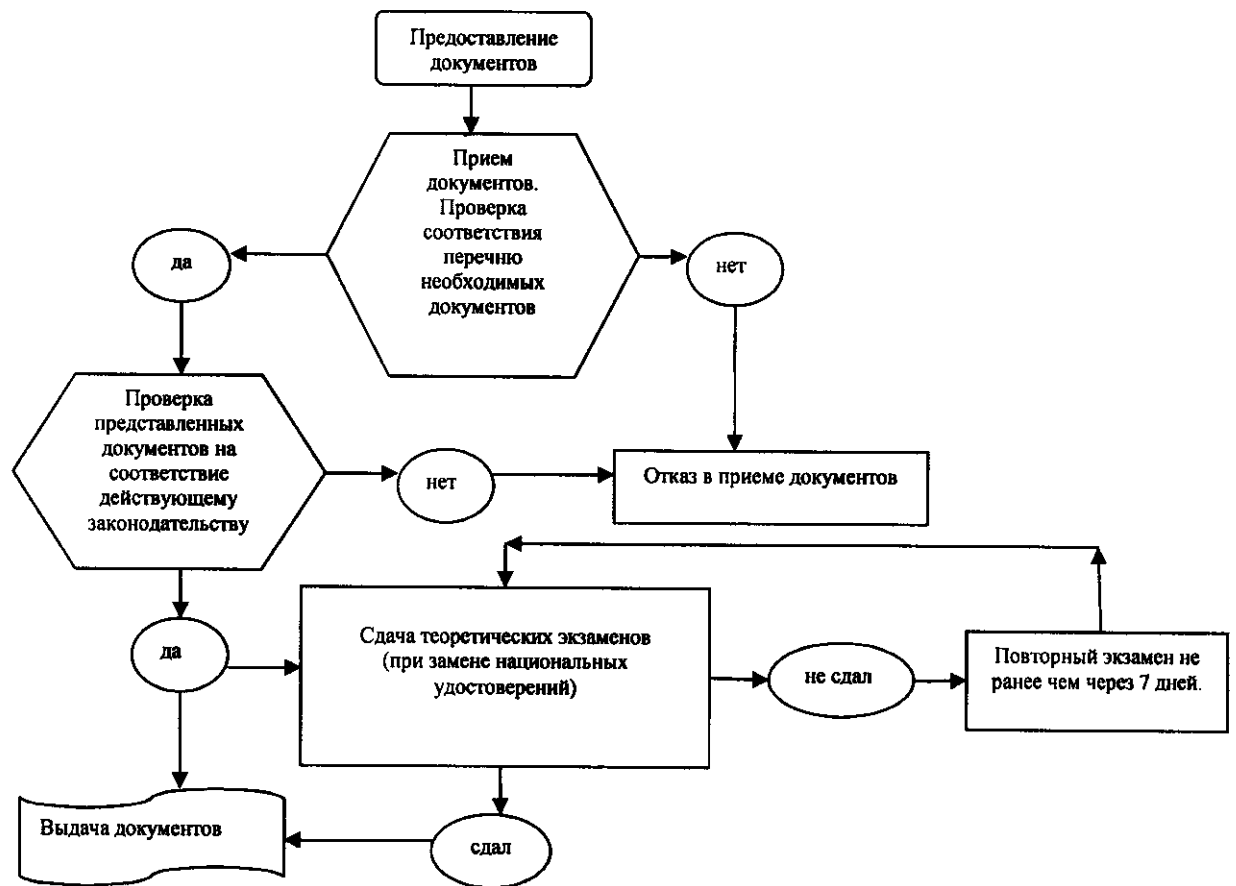 Предоставление
документов
Прием
документов.
Проверка
соответствия
перечню
необходимых
документов
да
нет
Проверка
представленных
документов на
соответствие
действующему
законодательству
нет
Отказ в приеме документов
да
Сдача теоретических экзаменов
(при замене национальных
удостоверений)
не сдал
Повторный экзамен не
ранее чем через 7 дней.
Выдача документов
сдал